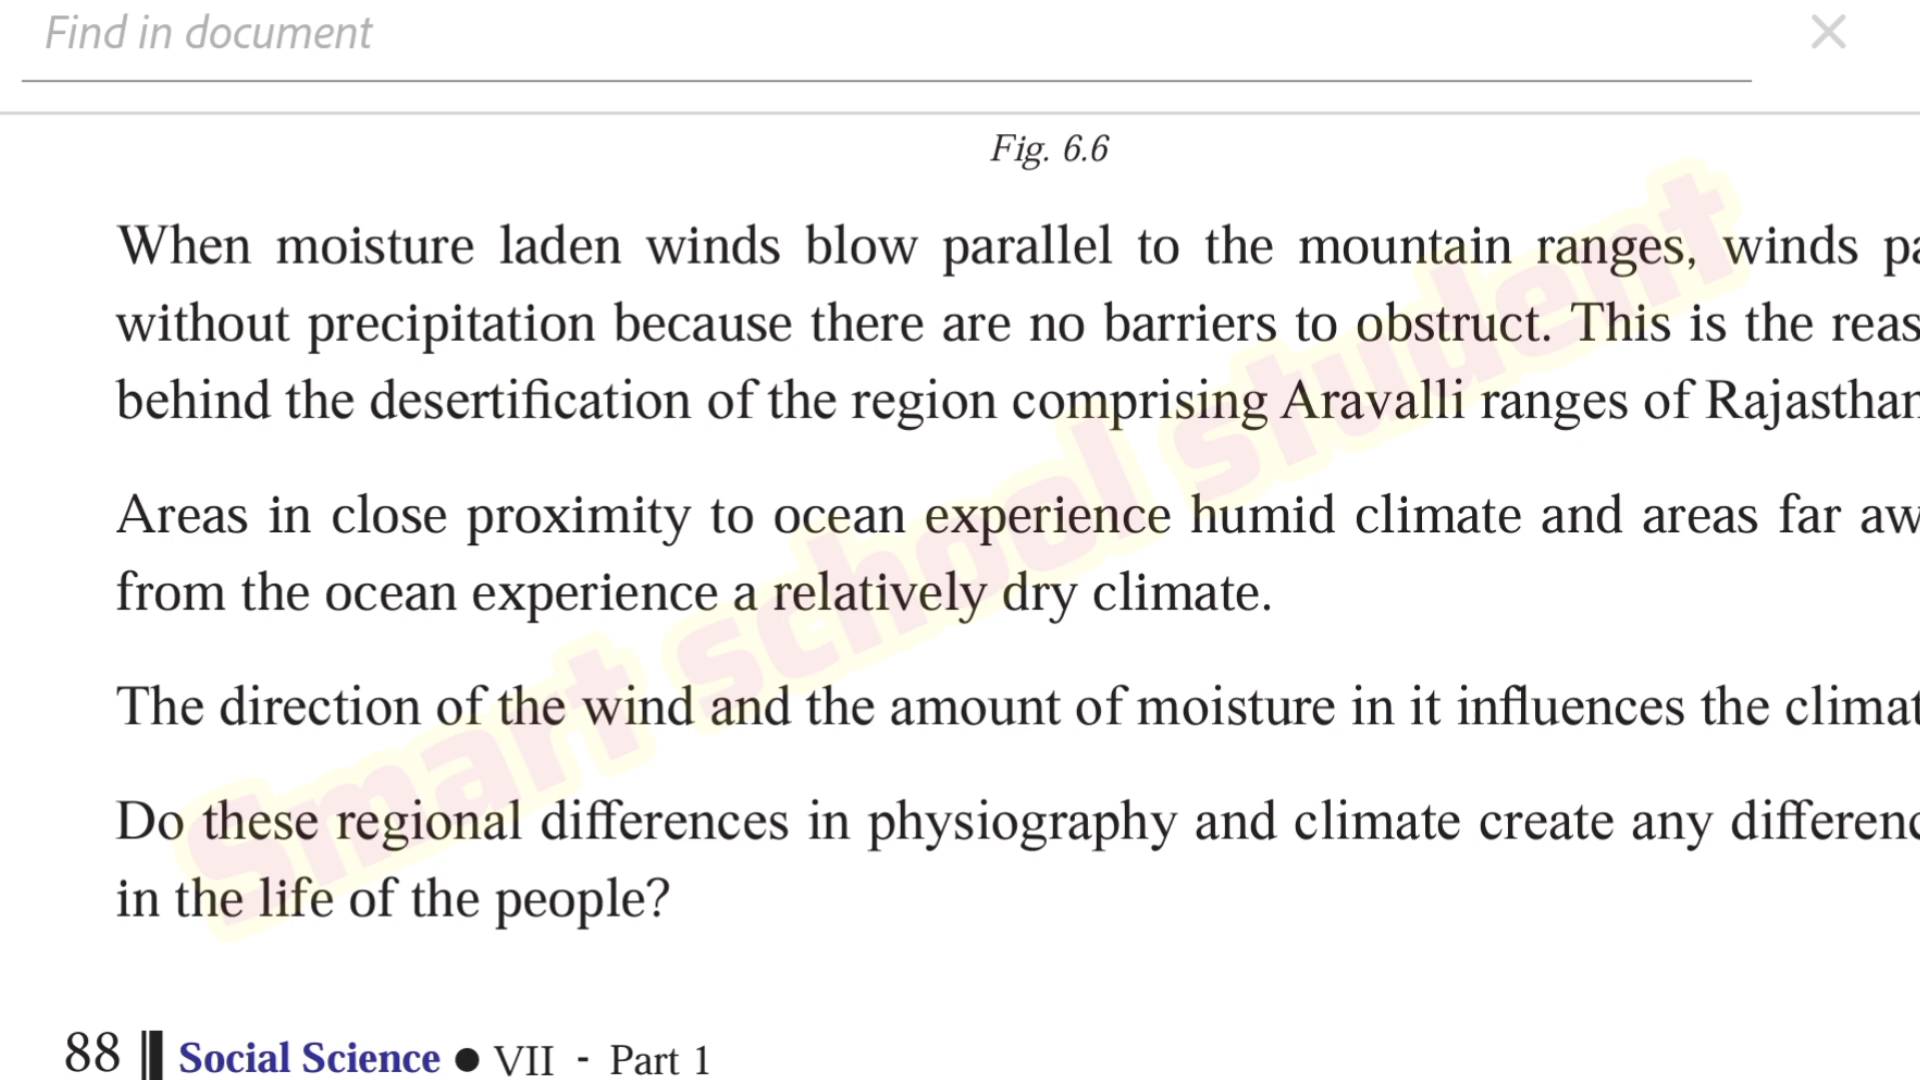 Find in document
Fig. 6.6
When moisture laden winds blow parallel to the mountain ranges, winds
without precipitation because there are no barriers to obstruct. This is the
behind the desertification of the region comprising Aravalli ranges of Rajasthan
Areas in close proximity to ocean experience humid climate and areas far
from the ocean experience a relatively dry climate.
The direction of the wind and the amount of moisture in it influences the
Do these regional differences in physiography and climate create any
in the life of the people?
88 Social Science ● VII - Part 1
Smart school student